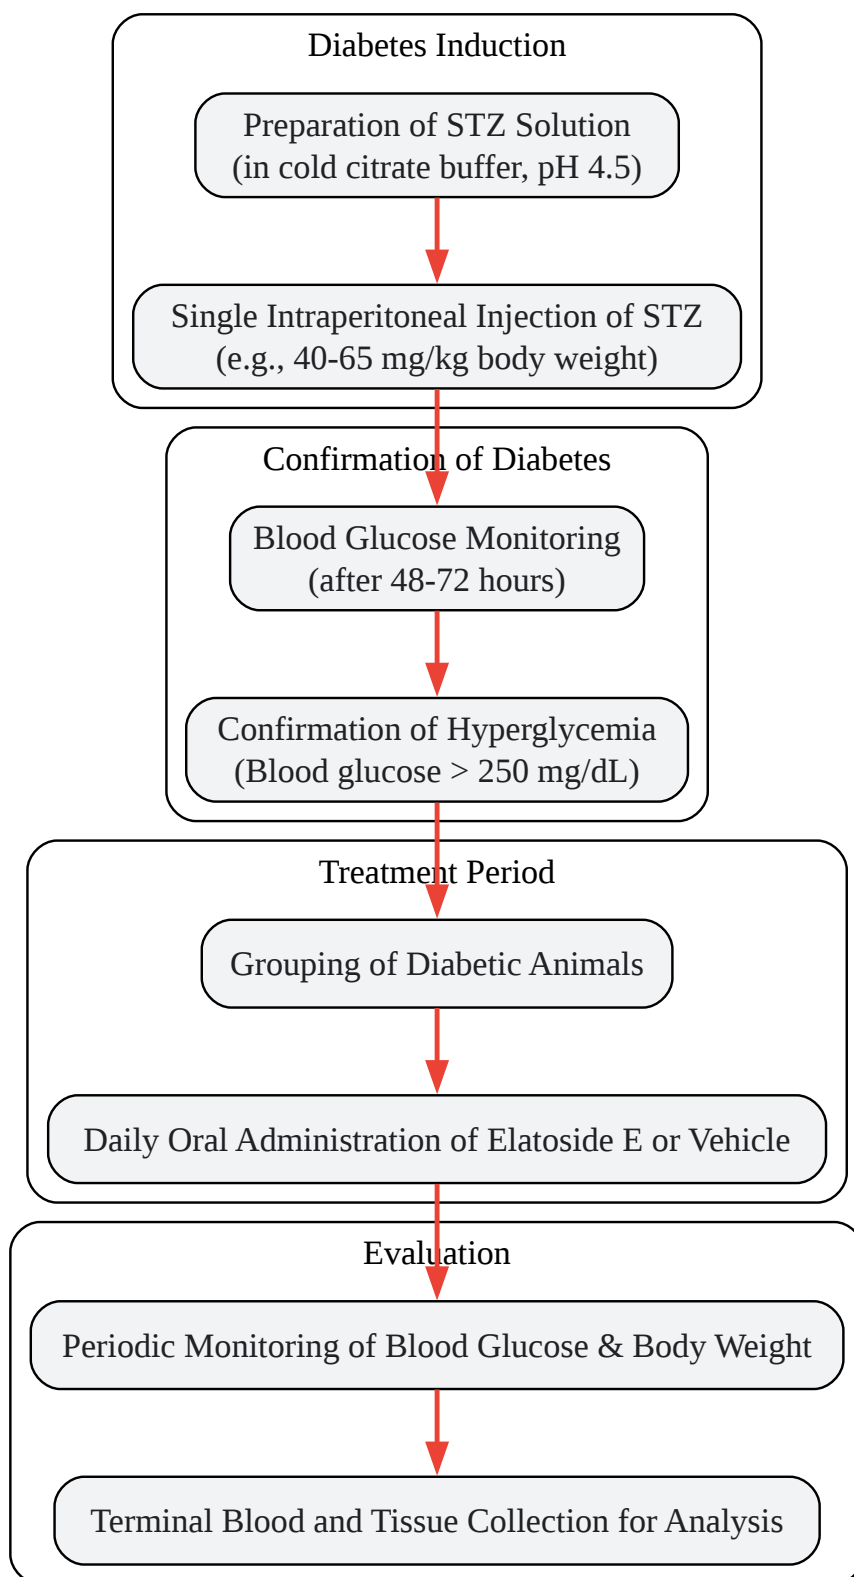 Diabetes Induction
Preparation of STZ Solution
(in cold citrate buffer, pH 4.5)
Single Intraperitoneal Injection of STZ
(e.g., 40-65 mg/kg body weight)
Confirmation of Diabetes
Blood Glucose Monitoring
(after 48-72 hours)
Confirmation of Hyperglycemia
(Blood glucose > 250 mg/dL)
Treatment Period
Grouping of Diabetic Animals
Daily Oral Administration of Elatoside E or Vehicle
Evaluation
Periodic Monitoring of Blood Glucose & Body Weight
Terminal Blood and Tissue Collection for Analysis